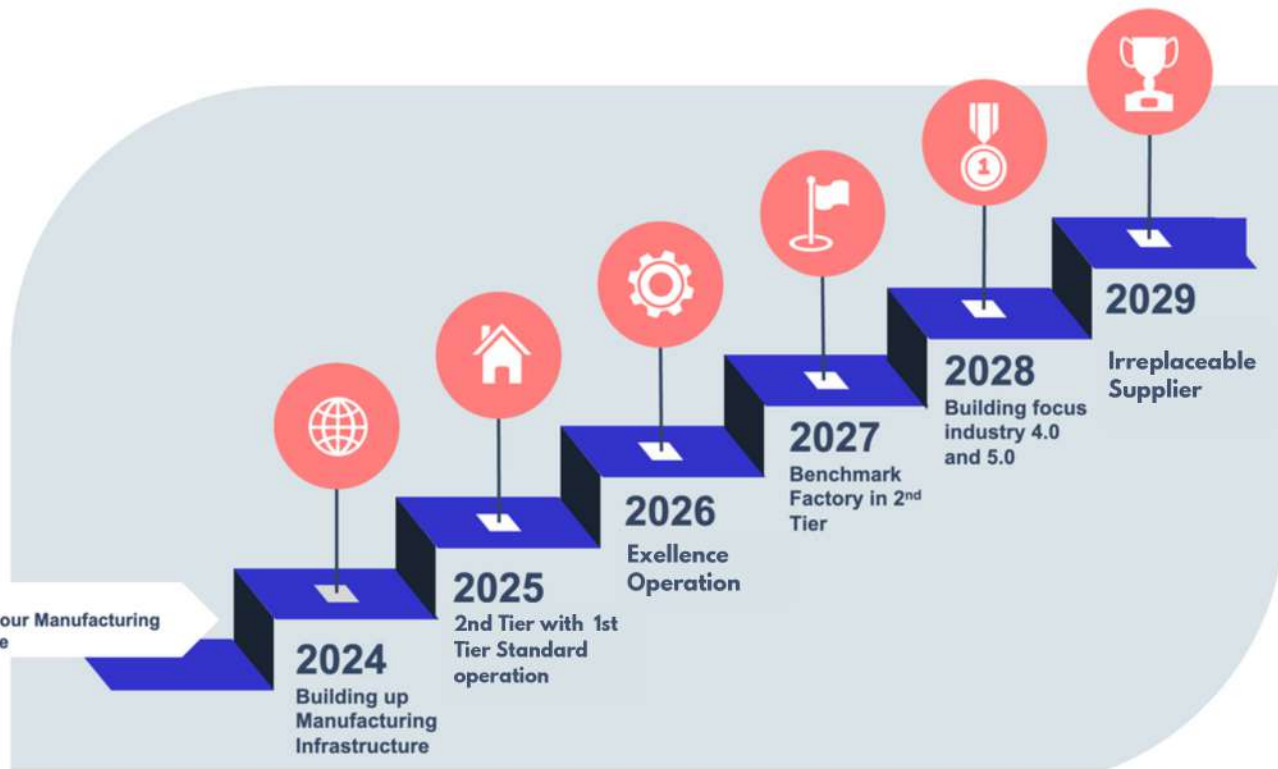 our Manufacturing
e
2024
Building up
Manufacturing
Infrastructure
2025
2nd Tier with 1st
Tier Standard
operation
2026
Exellence
Operation
2027
Benchmark
Factory in 2nd
Tier
2028
Building focus
industry 4.0
and 5.0
2029
Irreplaceable
Supplier
1